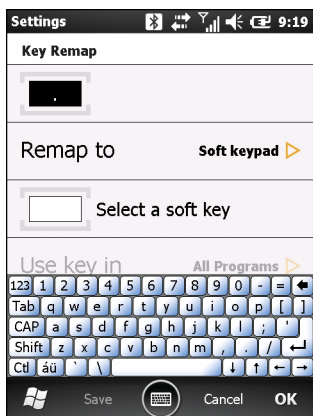 Settings 9:19
Key Remap
.
Remap to Soft keypad
Select a soft key
Use key in All Programs
123 1 2 3 4 5 6 7 8 9 0 - =
Tab q w e r t y u i o p [ ]
CAP a s d f g h j k l ; '
Shift z x c v b n m , . /
Ctl áü ` \
Save Cancel OK